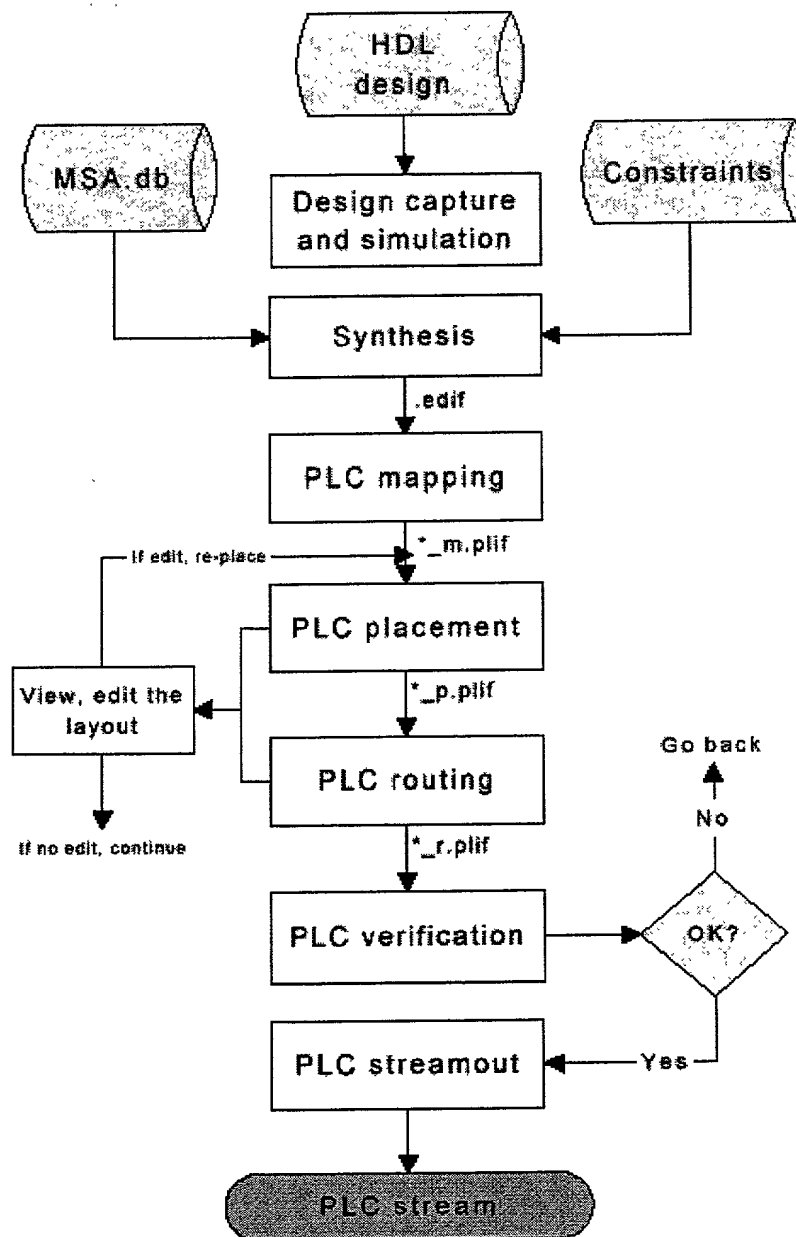 HDL
design
MSA.db
Constraints
Design capture
and simulation
Synthesis
.edif
PLC mapping
*_m.plif
If edit, re-place
PLC placement
View, edit the
layout
*_p.plif
PLC routing
If no edit, continue
*_r.plif
Go back
No
PLC verification
OK?
PLC streamout
Yes
PLC stream